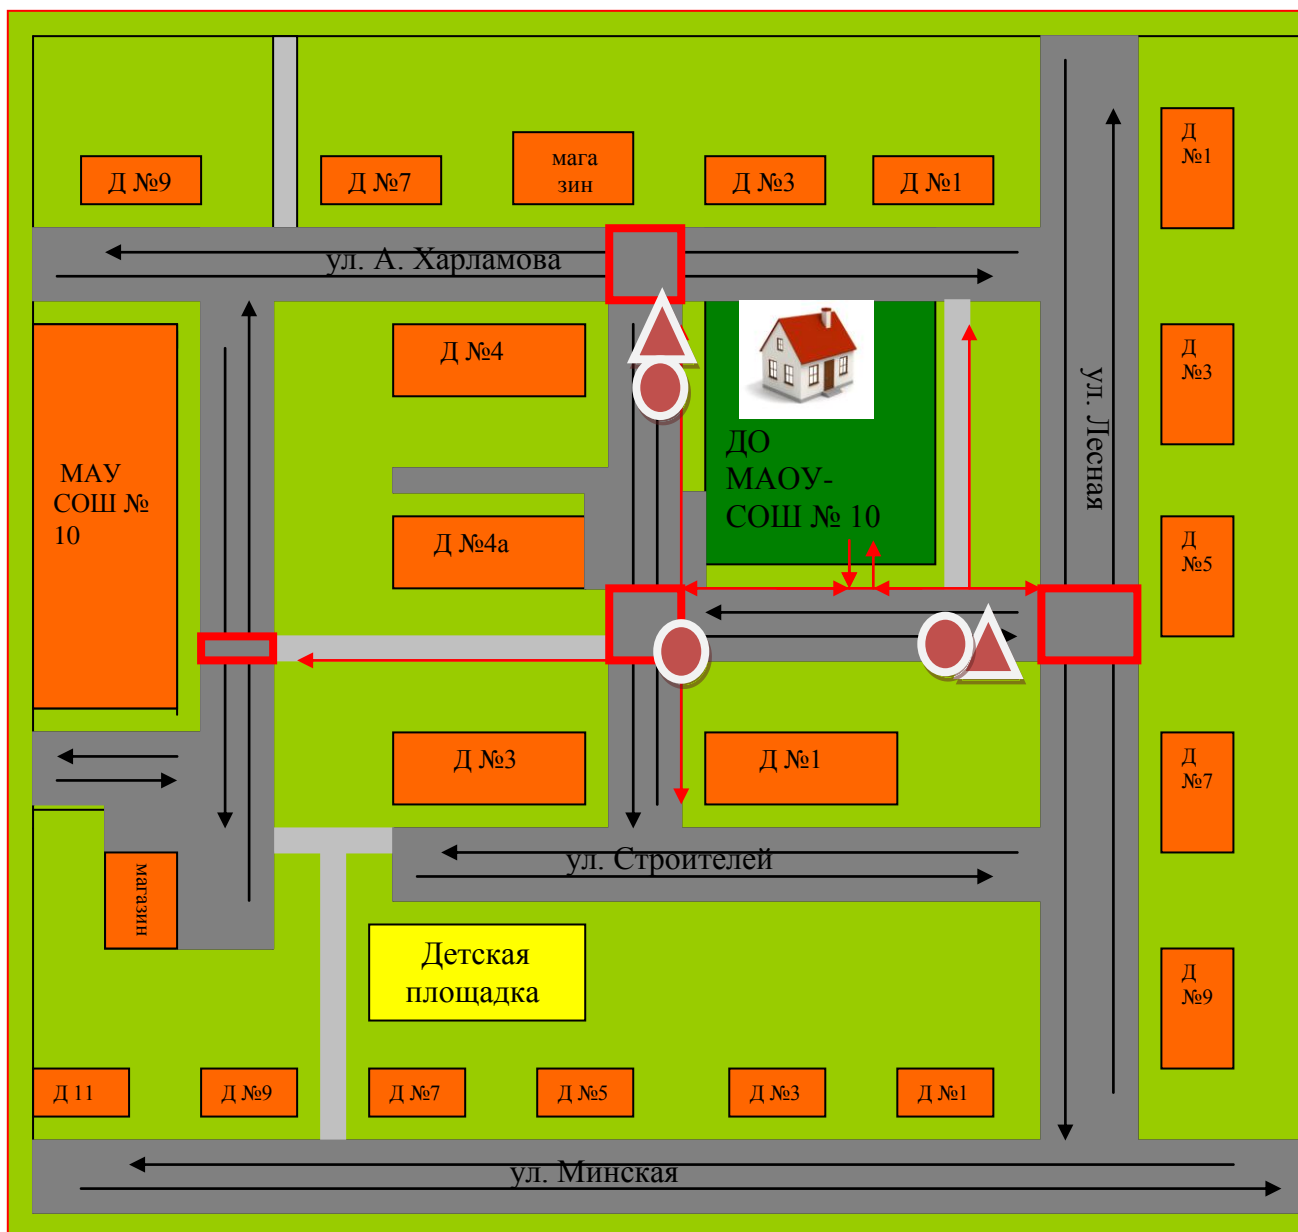 Д №9
Д №7
мага
зин
Д №3
Д №1
Д
№1
ул. А. Харламова
Д №4
Д
№3
ул. Лесная
МАУ
СОШ №
10
ДО
МАОУ-
СОШ № 10
Д №4а
Д
№5
Д №3
Д №1
Д
№7
ул. Строителей
магазин
Детская
площадка
Д
№9
Д 11
Д №9
Д №7
Д №5
Д №3
Д №1
ул. Минская